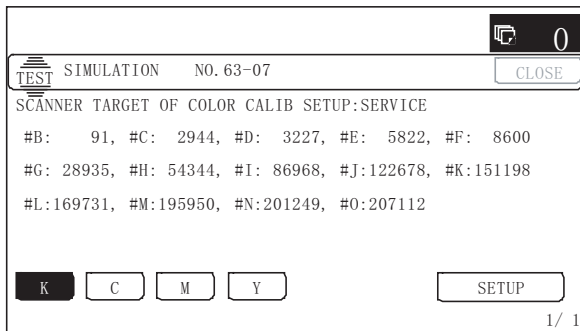 0
TEST SIMULATION NO. 63-07 CLOSE
SCANNER TARGET OF COLOR CALIB SETUP:SERVICE
#B: 91, #C: 2944, #D: 3227, #E: 5822, #F: 8600
#G: 28935, #H: 54344, #I: 86968, #J:122678, #K:151198
#L:169731, #M:195950, #N:201249, #O:207112
K C M Y SETUP
1/ 1